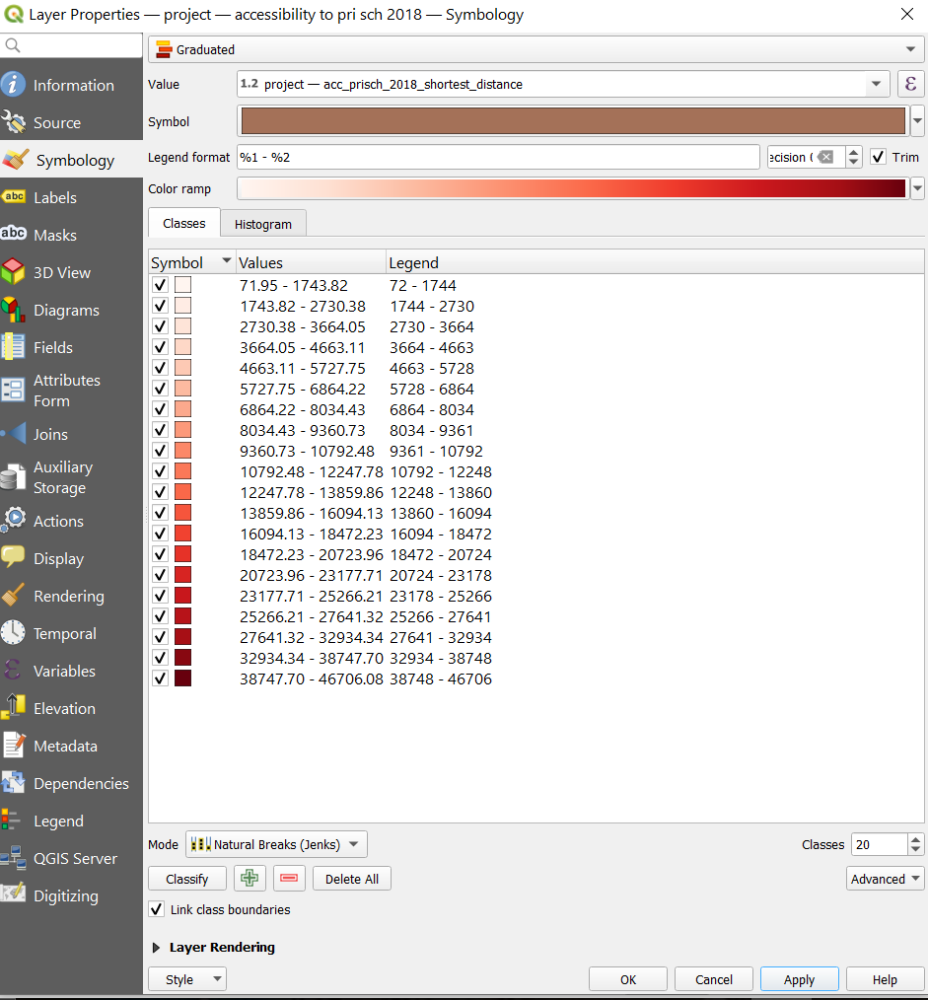 Layer Properties — project — accessibility to pri sch 2018 — Symbology
Graduated
Information
Source
Symbology
Labels
Masks
3D View
Diagrams
Fields
Attributes
Form
Joins
Auxiliary
Storage
Actions
Display
Rendering
Temporal
Variables
Elevation
Metadata
Dependencies
Legend
QGIS Server
Digitizing
Value 1.2 project — acc_prisch_2018_shortest_distance ε
Symbol
Legend format %1 - %2 Trim
Color ramp
Classes Histogram
Symbol Values Legend
71.95 - 1743.82 72 - 1744
1743.82 - 2730.38 1744 - 2730
2730.38 - 3664.05 2730 - 3664
3664.05 - 4663.11 3664 - 4663
4663.11 - 5727.75 4663 - 5728
5727.75 - 6864.22 5728 - 6864
6864.22 - 8034.43 6864 - 8034
8034.43 - 9360.73 8034 - 9361
9360.73 - 10792.48 9361 - 10792
10792.48 - 12247.78 10792 - 12248
12247.78 - 13859.86 12248 - 13860
13859.86 - 16094.13 13860 - 16094
16094.13 - 18472.23 16094 - 18472
18472.23 - 20723.96 18472 - 20724
20723.96 - 23177.71 20724 - 23178
23177.71 - 25266.21 23178 - 25266
25266.21 - 27641.32 25266 - 27641
27641.32 - 32934.34 27641 - 32934
32934.34 - 38747.70 32934 - 38748
38747.70 - 46706.08 38748 - 46706
Mode Natural Breaks (Jenks) Classes 20
Classify Delete All Advanced
Link class boundaries
Layer Rendering
Style OK Cancel Apply Help
abc
abc